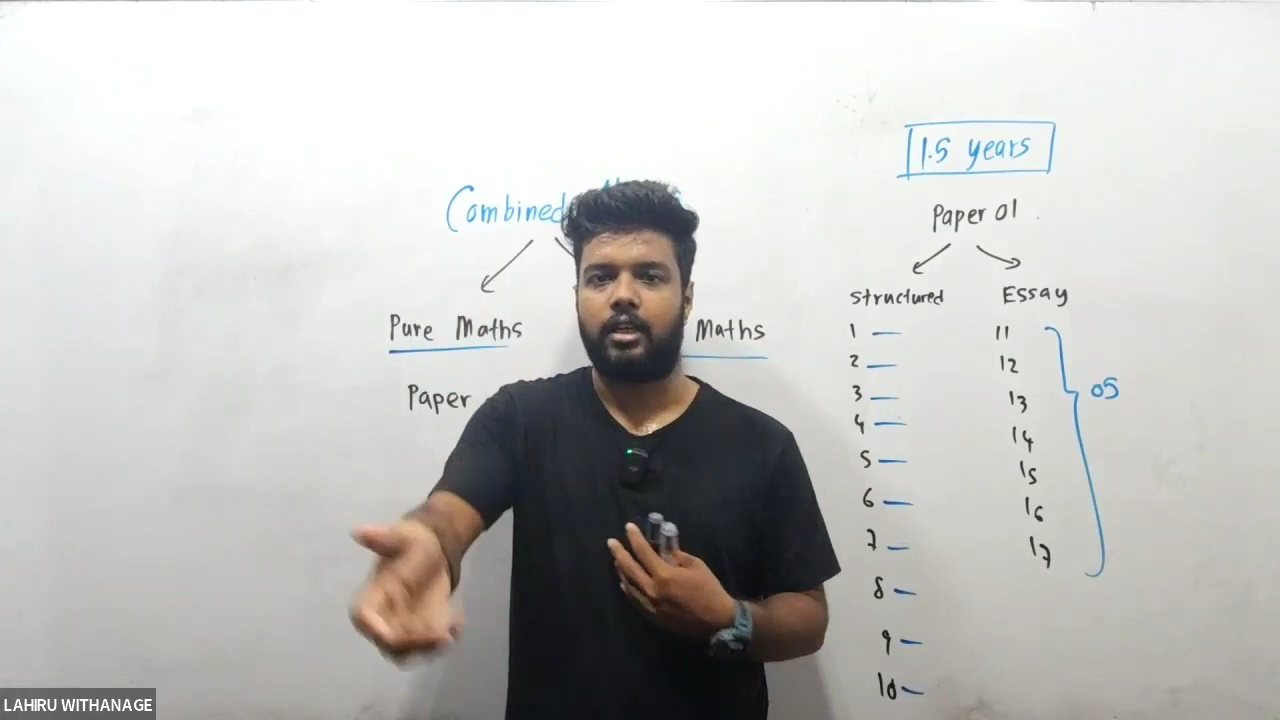 1.5 years
Combined
Paper 01
Structured Essay
Pure Maths Maths
Paper
1 — 11
2 — 12
3 — 13
4 — 14
5 — 15
6 — 16
7 — 17
8 —
9 —
10 —
05
LAHIRU WITHANAGE